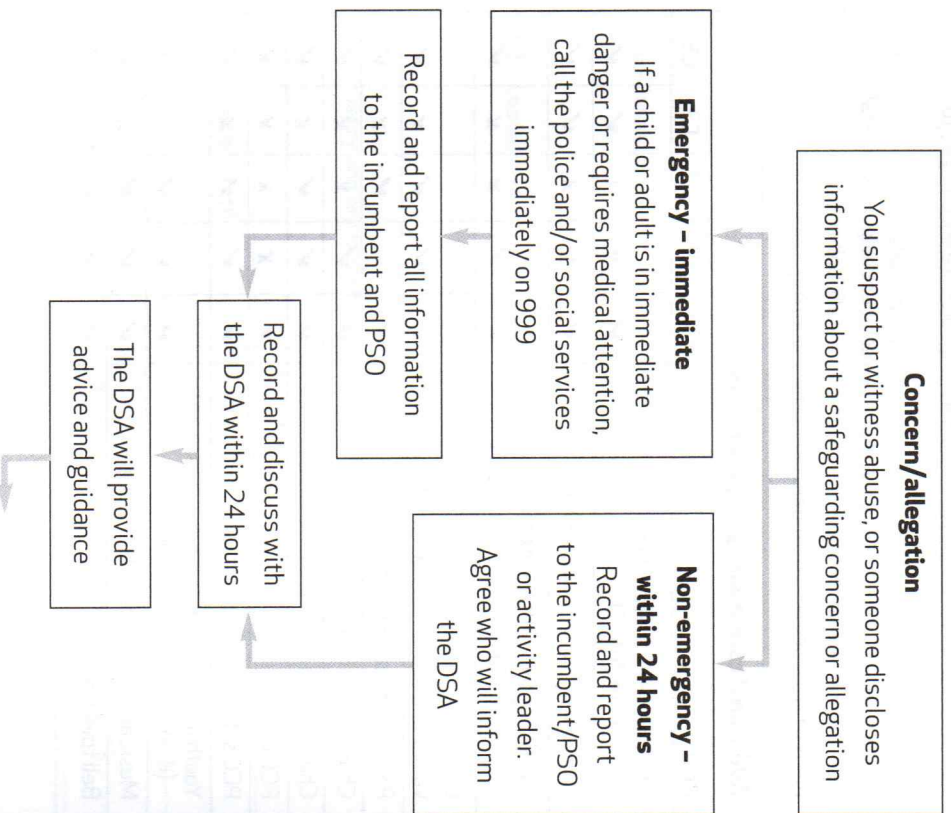 Concern/allegation
You suspect or witness abuse, or someone discloses
information about a safeguarding concern or allegation
Emergency – immediate
If a child or adult is in immediate
danger or requires medical attention,
call the police and/or social services
immediately on 999
Non-emergency –
within 24 hours
Record and report
to the incumbent/PSO
or activity leader.
Agree who will inform
the DSA
Record and report all information
to the incumbent and PSO
Record and discuss with
the DSA within 24 hours
The DSA will provide
advice and guidance